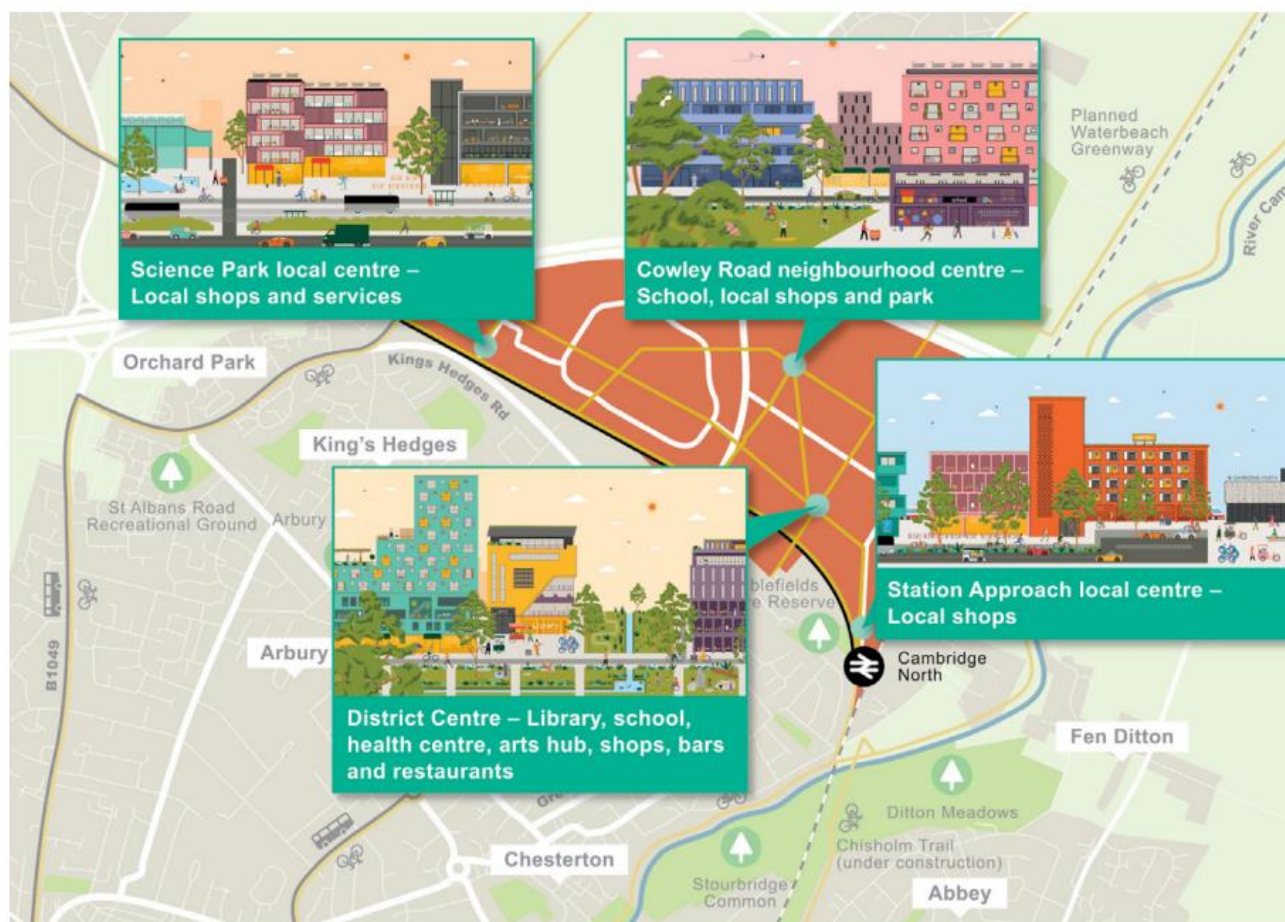 Science Park local centre –
Local shops and services
Cowley Road neighbourhood centre –
School, local shops and park
school
Planned
Waterbeach
Greenway
River Cam
Orchard Park
Kings Hedges Rd
King's Hedges
St Albans Road
Recreational Ground
Arbury
Station Approach local centre –
Local shops
B1049
Arbury
District Centre – Library, school,
health centre, arts hub, shops, bars
and restaurants
Reserve
Cambridge
North
Fen Ditton
Ditton Meadows
Chisholm Trail
(under construction)
Chesterton
Stourbridge
Common
Abbey